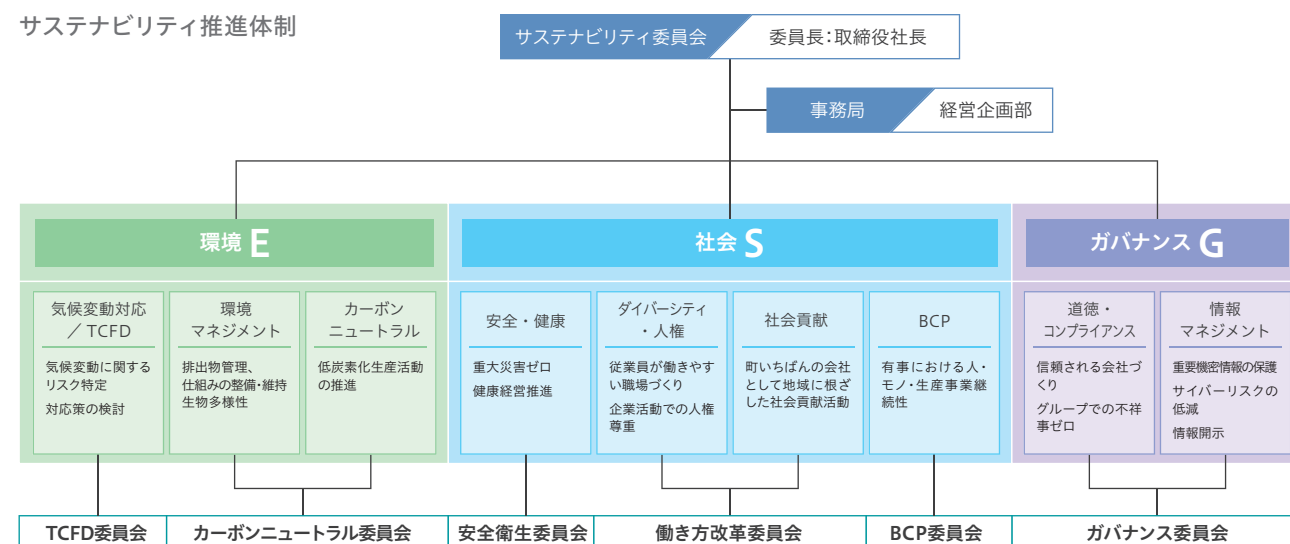 サステナビリティ推進体制
サステナビリティ委員会
委員長:取締役社長
事務局
経営企画部
環境 E
気候変動対応
／TCFD
気候変動に関する
リスク特定
対応策の検討
環境
マネジメント
排出物管理、
仕組みの整備・維持
生物多様性
カーボン
ニュートラル
低炭素化生産活動
の推進
社会 S
安全・健康
重大災害ゼロ
健康経営推進
ダイバーシティ
・人権
従業員が働きやす
い職場づくり
企業活動での人権
尊重
社会貢献
町いちばんの会社
として地域に根ざ
した社会貢献活動
BCP
有事における人・
モノ・生産事業継
続性
ガバナンス G
道徳・
コンプライアンス
信頼される会社づ
くり
グループでの不祥
事ゼロ
情報
マネジメント
重要機密情報の保護
サイバーリスクの
低減
情報開示
TCFD委員会
カーボンニュートラル委員会
安全衛生委員会
働き方改革委員会
BCP委員会
ガバナンス委員会